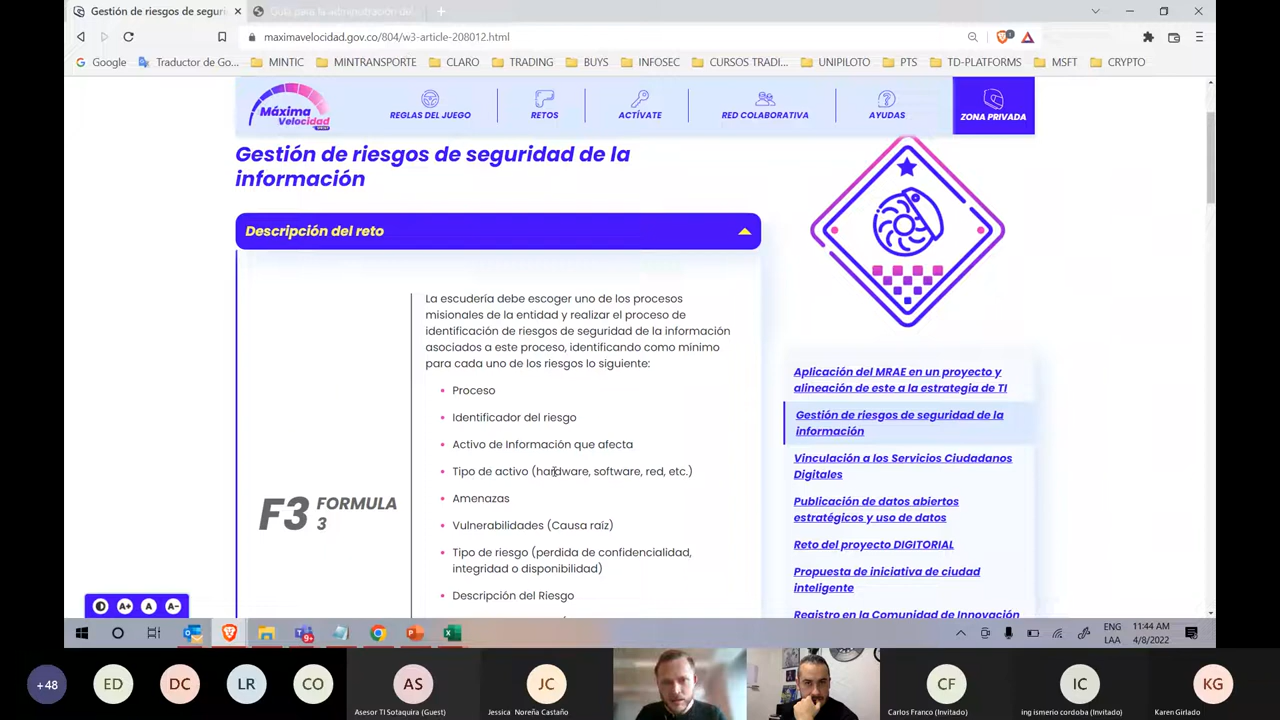 Gestión de riesgos de seguri
Guía para la administración de
maximavelocidad.gov.co/804/w3-article-208012.html
Google
Traductor de Go...
MINTIC
MINTRANSPORTE
CLARO
TRADING
BUYS
INFOSEC
CURSOS TRADI...
UNIPILOTO
PTS
TD-PLATFORMS
MSFT
CRYPTO
Máxima
Velocidad
REGLAS DEL JUEGO
RETOS
ACTÍVATE
RED COLABORATIVA
AYUDAS
ZONA PRIVADA
Gestión de riesgos de seguridad de la
información
Descripción del reto
La escudería debe escoger uno de los procesos
misionales de la entidad y realizar el proceso de
identificación de riesgos de seguridad de la información
asociados a este proceso, identificando como mínimo
para cada uno de los riesgos lo siguiente:
• Proceso
• Identificador del riesgo
• Activo de Información que afecta
• Tipo de activo (hardware, software, red, etc.)
• Amenazas
• Vulnerabilidades (Causa raíz)
• Tipo de riesgo (perdida de confidencialidad,
integridad o disponibilidad)
• Descripción del Riesgo
F3 FORMULA
3
Aplicación del MRAE en un proyecto y
alineación de este a la estrategia de TI
Gestión de riesgos de seguridad de la
información
Vinculación a los Servicios Ciudadanos
Digitales
Publicación de datos abiertos
estratégicos y uso de datos
Reto del proyecto DIGITORIAL
Propuesta de iniciativa de ciudad
inteligente
Registro en la Comunidad de Innovación
A+ A A-
ENG
LAA
11:44 AM
4/8/2022
+48
ED
DC
LR
CO
AS
Asesor TI Sotaquira (Guest)
JC
Jessica Noreña Castaño
CF
Carlos Franco (Invitado)
IC
ing ismerio cordoba (Invitado)
KG
Karen Girlado